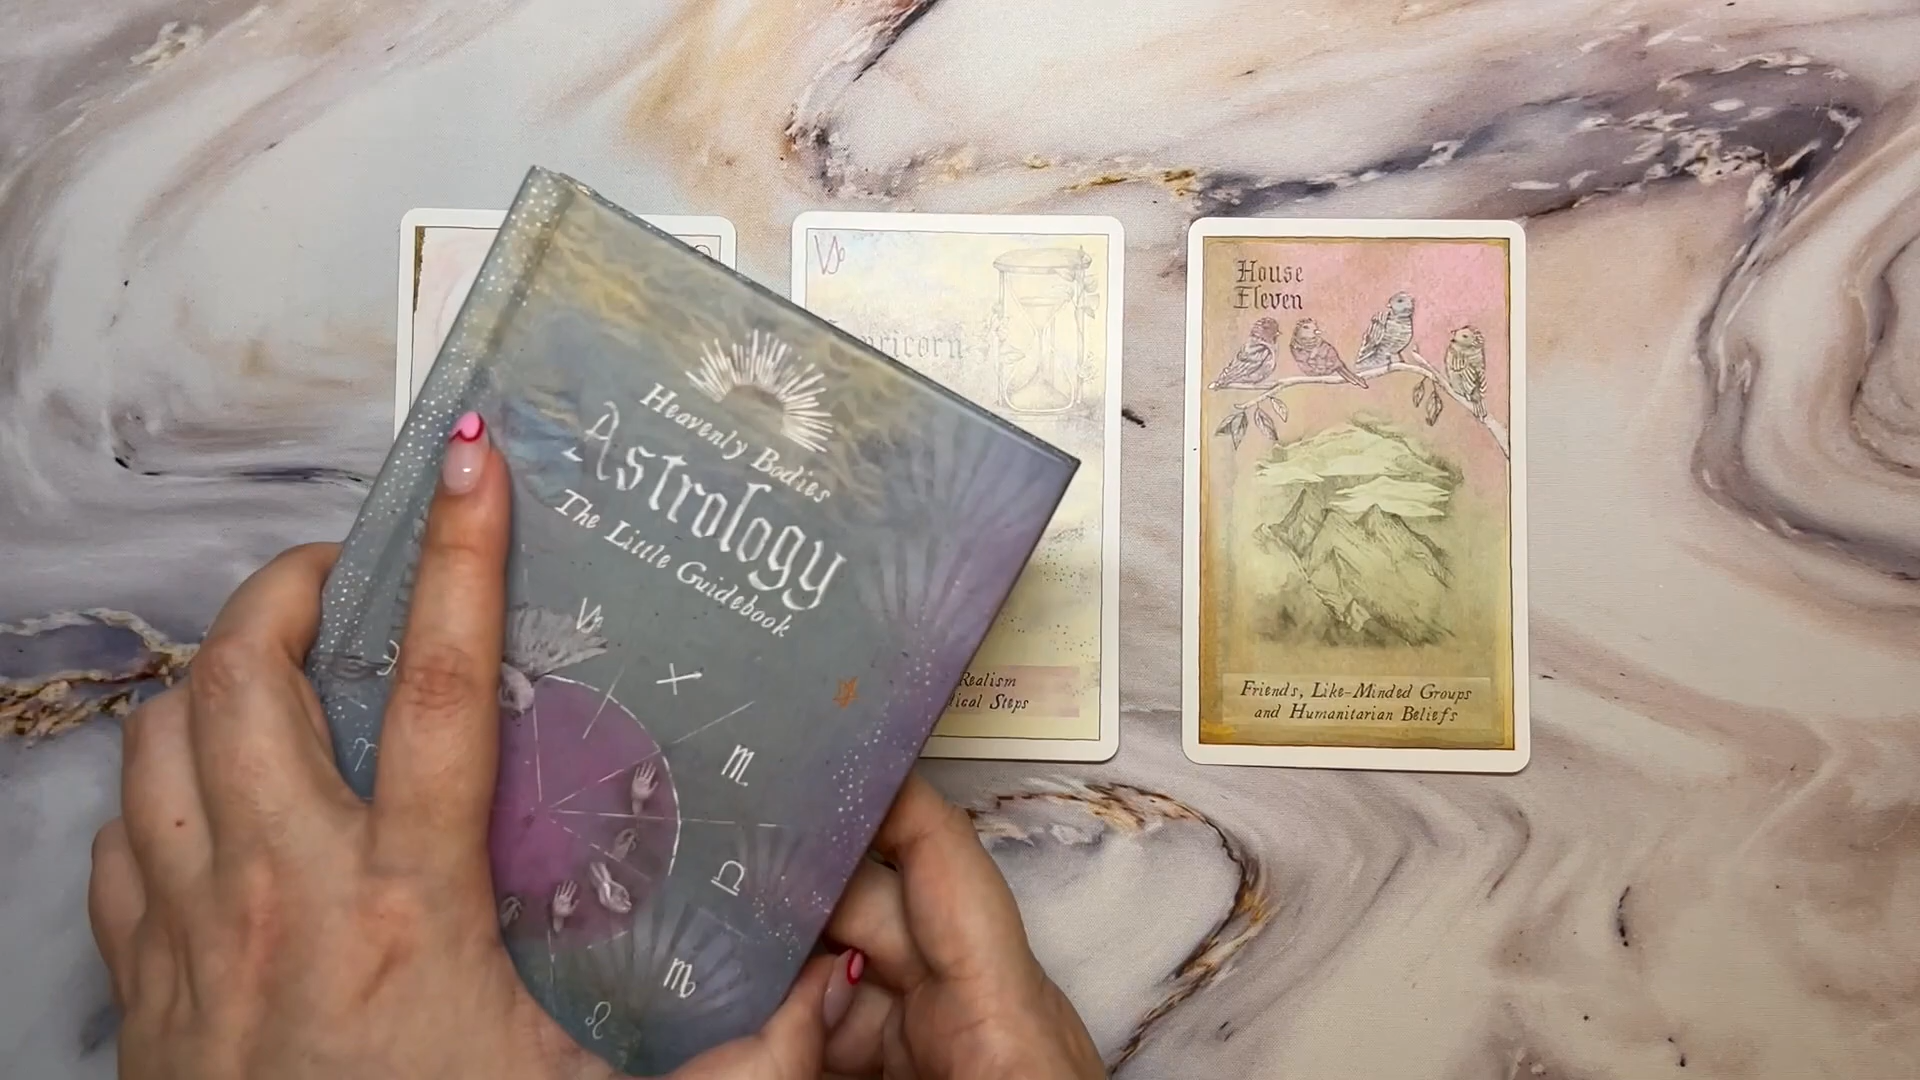 Heavenly Bodies
Astrology
The Little Guidebook
House
Eleven
Friends, Like-Minded Groups
and Humanitarian Beliefs
Realism
Steps